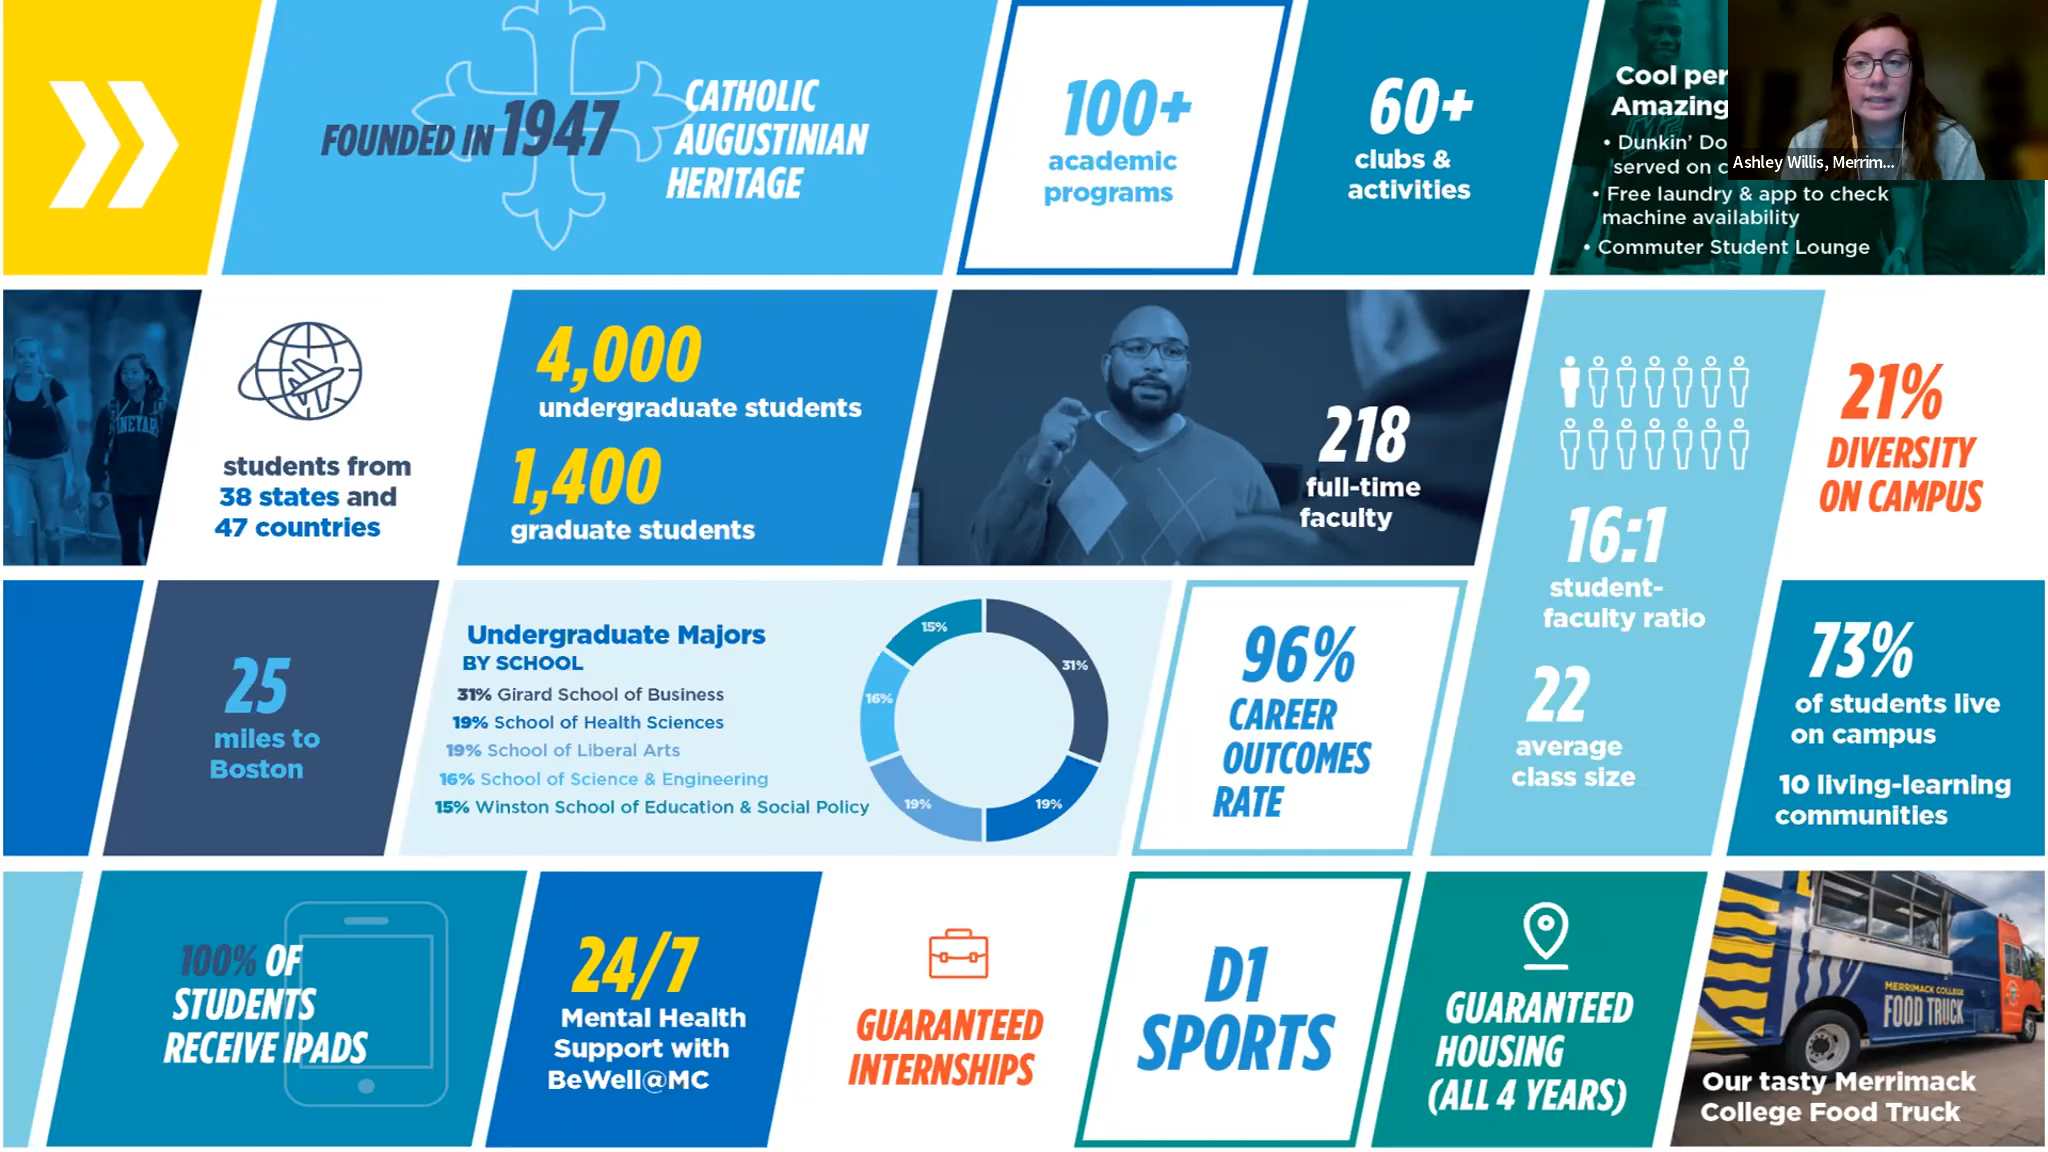 FOUNDED IN 1947
CATHOLIC
AUGUSTINIAN
HERITAGE
100+
academic
programs
60+
clubs &
activities
Cool per
Amazing
• Dunkin' Do
served on c
• Free laundry & app to check
machine availability
• Commuter Student Lounge
Ashley Willis, Merrim...
students from
38 states and
47 countries
4,000
undergraduate students
1,400
graduate students
218
full-time
faculty
16:1
student-
faculty ratio
22
average
class size
21%
DIVERSITY
ON CAMPUS
25
miles to
Boston
Undergraduate Majors
BY SCHOOL
31% Girard School of Business
19% School of Health Sciences
19% School of Liberal Arts
16% School of Science & Engineering
15% Winston School of Education & Social Policy
15%
31%
16%
19%
19%
96%
CAREER
OUTCOMES
RATE
73%
of students live
on campus
10 living-learning
communities
100% OF
STUDENTS
RECEIVE IPADS
24/7
Mental Health
Support with
BeWell@MC
GUARANTEED
INTERNSHIPS
D1
SPORTS
GUARANTEED
HOUSING
(ALL 4 YEARS)
MERRIMACK COLLEGE
FOOD TRUCK
Our tasty Merrimack
College Food Truck